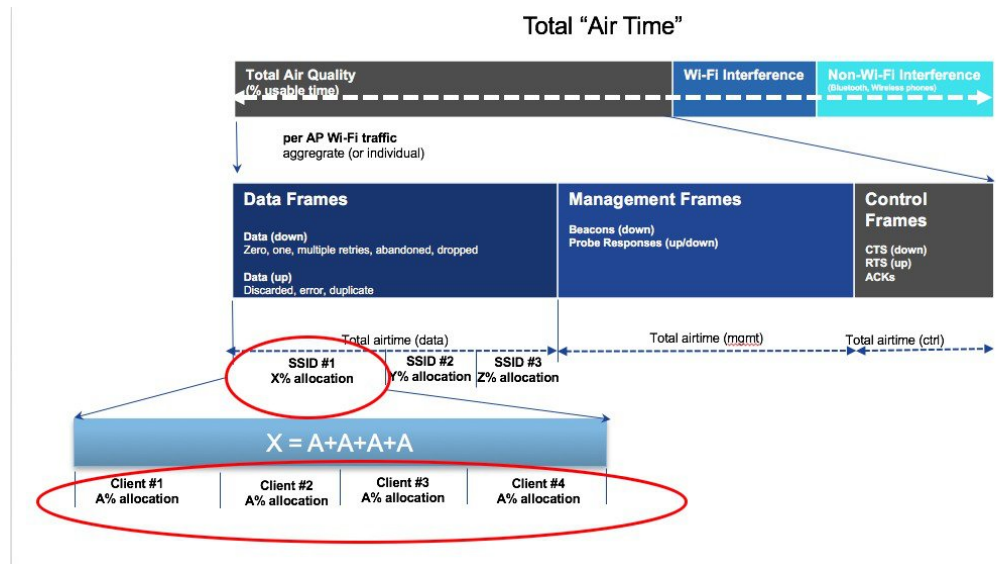 Total “Air Time”
Total Air Quality
(% usable time)
Wi-Fi Interference
Non-Wi-Fi Interference
(Bluetooth, Wireless phones)
per AP Wi-Fi traffic
aggregrate (or individual)
Data Frames
Data (down)
Zero, one, multiple retries, abandoned, dropped
Data (up)
Discarded, error, duplicate
Management Frames
Beacons (down)
Probe Responses (up/down)
Control
Frames
CTS (down)
RTS (up)
ACKs
Total airtime (data)
Total airtime (mgmt)
Total airtime (ctrl)
SSID #1
X% allocation
SSID #2
Y% allocation
SSID #3
Z% allocation
X = A+A+A+A
Client #1
A% allocation
Client #2
A% allocation
Client #3
A% allocation
Client #4
A% allocation